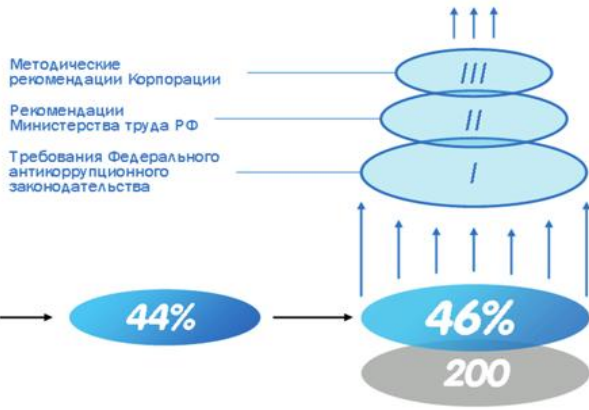 Методические
рекомендации Корпорации
Рекомендации
Министерства труда РФ
Требования Федерального
антикоррупционного
законодательства
III
II
I
44%
46%
200